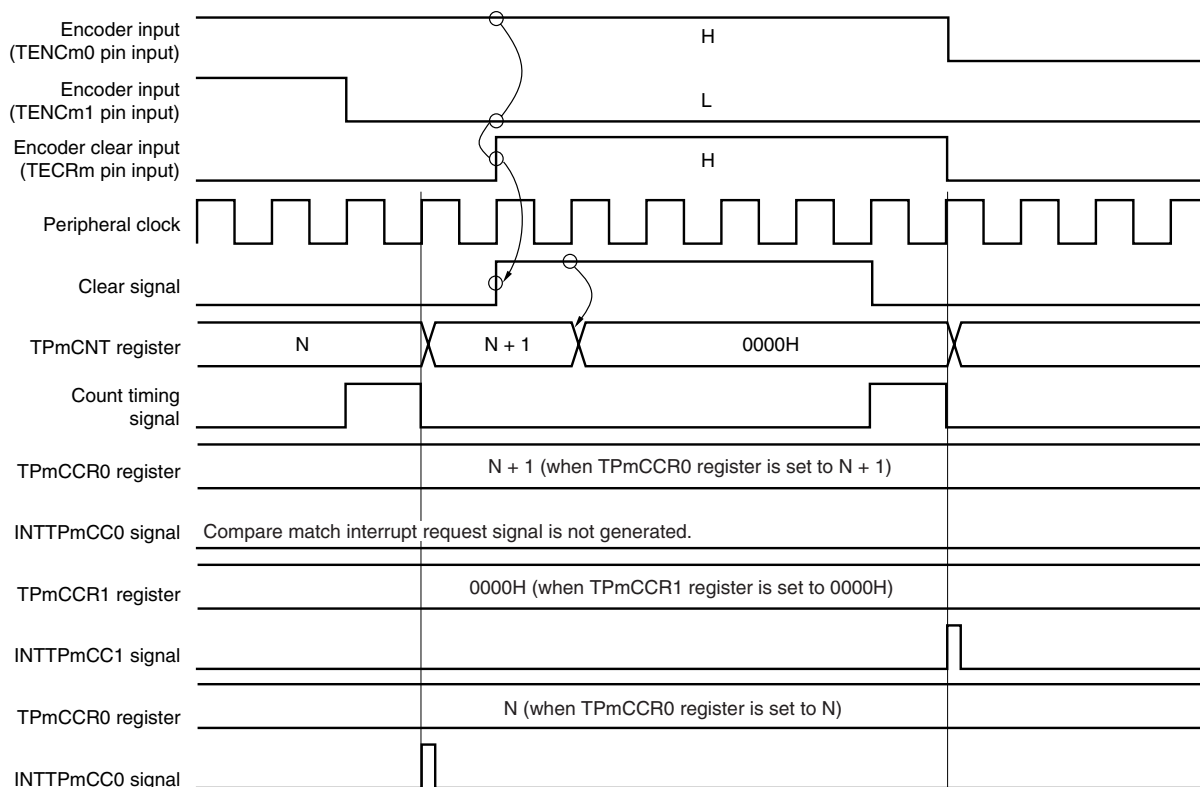 Encoder input
(TENCm0 pin input)
H
Encoder input
(TENCm1 pin input)
L
Encoder clear input
(TECRm pin input)
H
Peripheral clock
Clear signal
TPmCNT register
N
N + 1
0000H
Count timing
signal
TPmCCR0 register
N + 1 (when TPmCCR0 register is set to N + 1)
INTTPmCC0 signal
Compare match interrupt request signal is not generated.
TPmCCR1 register
0000H (when TPmCCR1 register is set to 0000H)
INTTPmCC1 signal
TPmCCR0 register
N (when TPmCCR0 register is set to N)
INTTPmCC0 signal